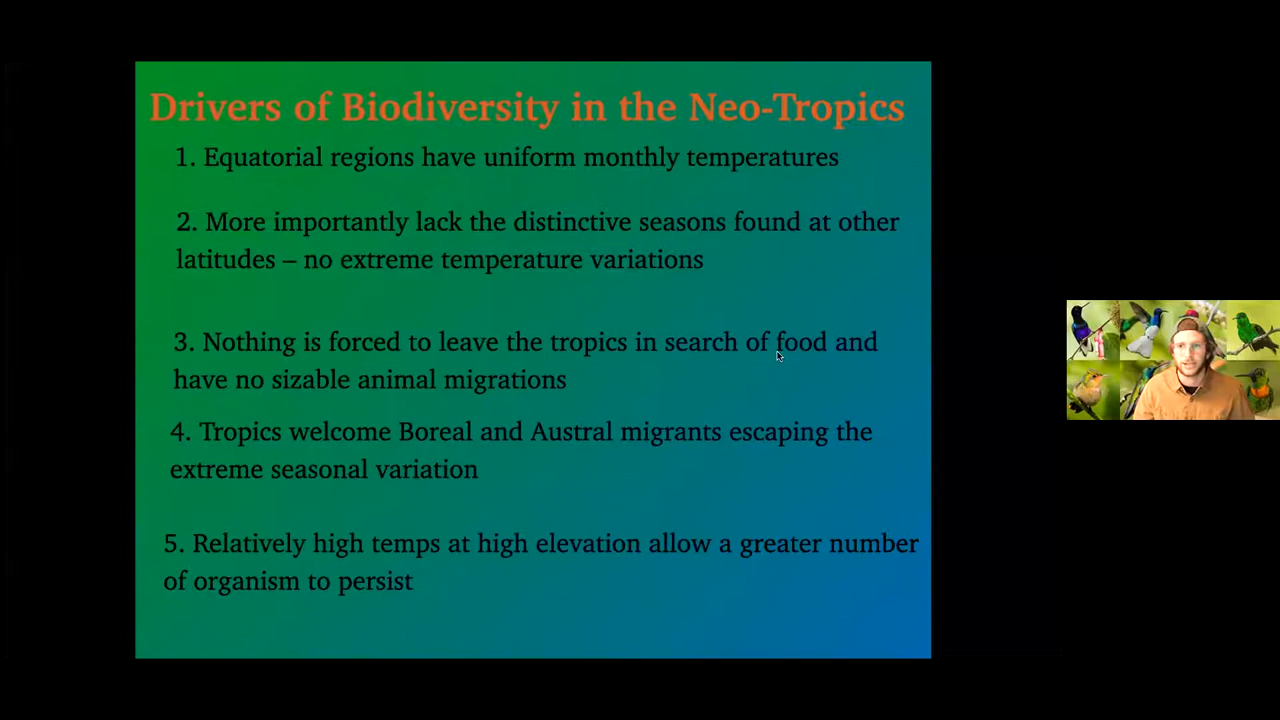 Drivers of Biodiversity in the Neo-Tropics
1. Equatorial regions have uniform monthly temperatures
2. More importantly lack the distinctive seasons found at other
latitudes – no extreme temperature variations
3. Nothing is forced to leave the tropics in search of food and
have no sizable animal migrations
4. Tropics welcome Boreal and Austral migrants escaping the
extreme seasonal variation
5. Relatively high temps at high elevation allow a greater number
of organism to persist